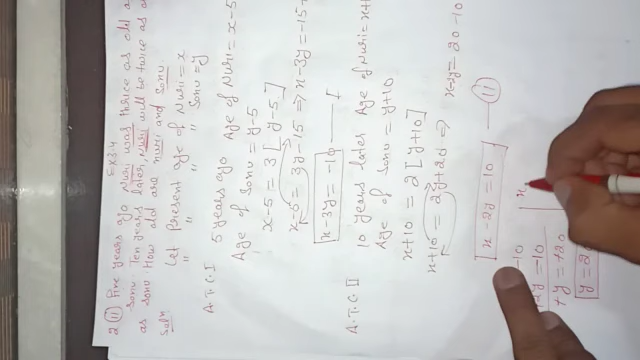 Ex 3.4
2 (ii) Five years ago Nuri was thrice as old as
Sonu. Ten years later, Nuri will be twice as old
as sonu. How old are nuri and Sonu.
Soln. Let present age of Nuri = x
" " " Sonu = y
A.T.C.I 5 years ago Age of Nuri = x-5
Age of Sonu = y-5
x-5 = 3[y-5]
x-5 = 3y-15 ⇒ x-3y = -15
x-3y = -10 — I
A.T.C II 10 years later Age of Nuri = x+
Age of Sonu = y+10
x+10 = 2[y+10]
x+10 = 2y+20 ⇒ x-2y = 20-10
x-2y = 10 — (II)
-10
2y = 10
+y = +20
y = 2
x